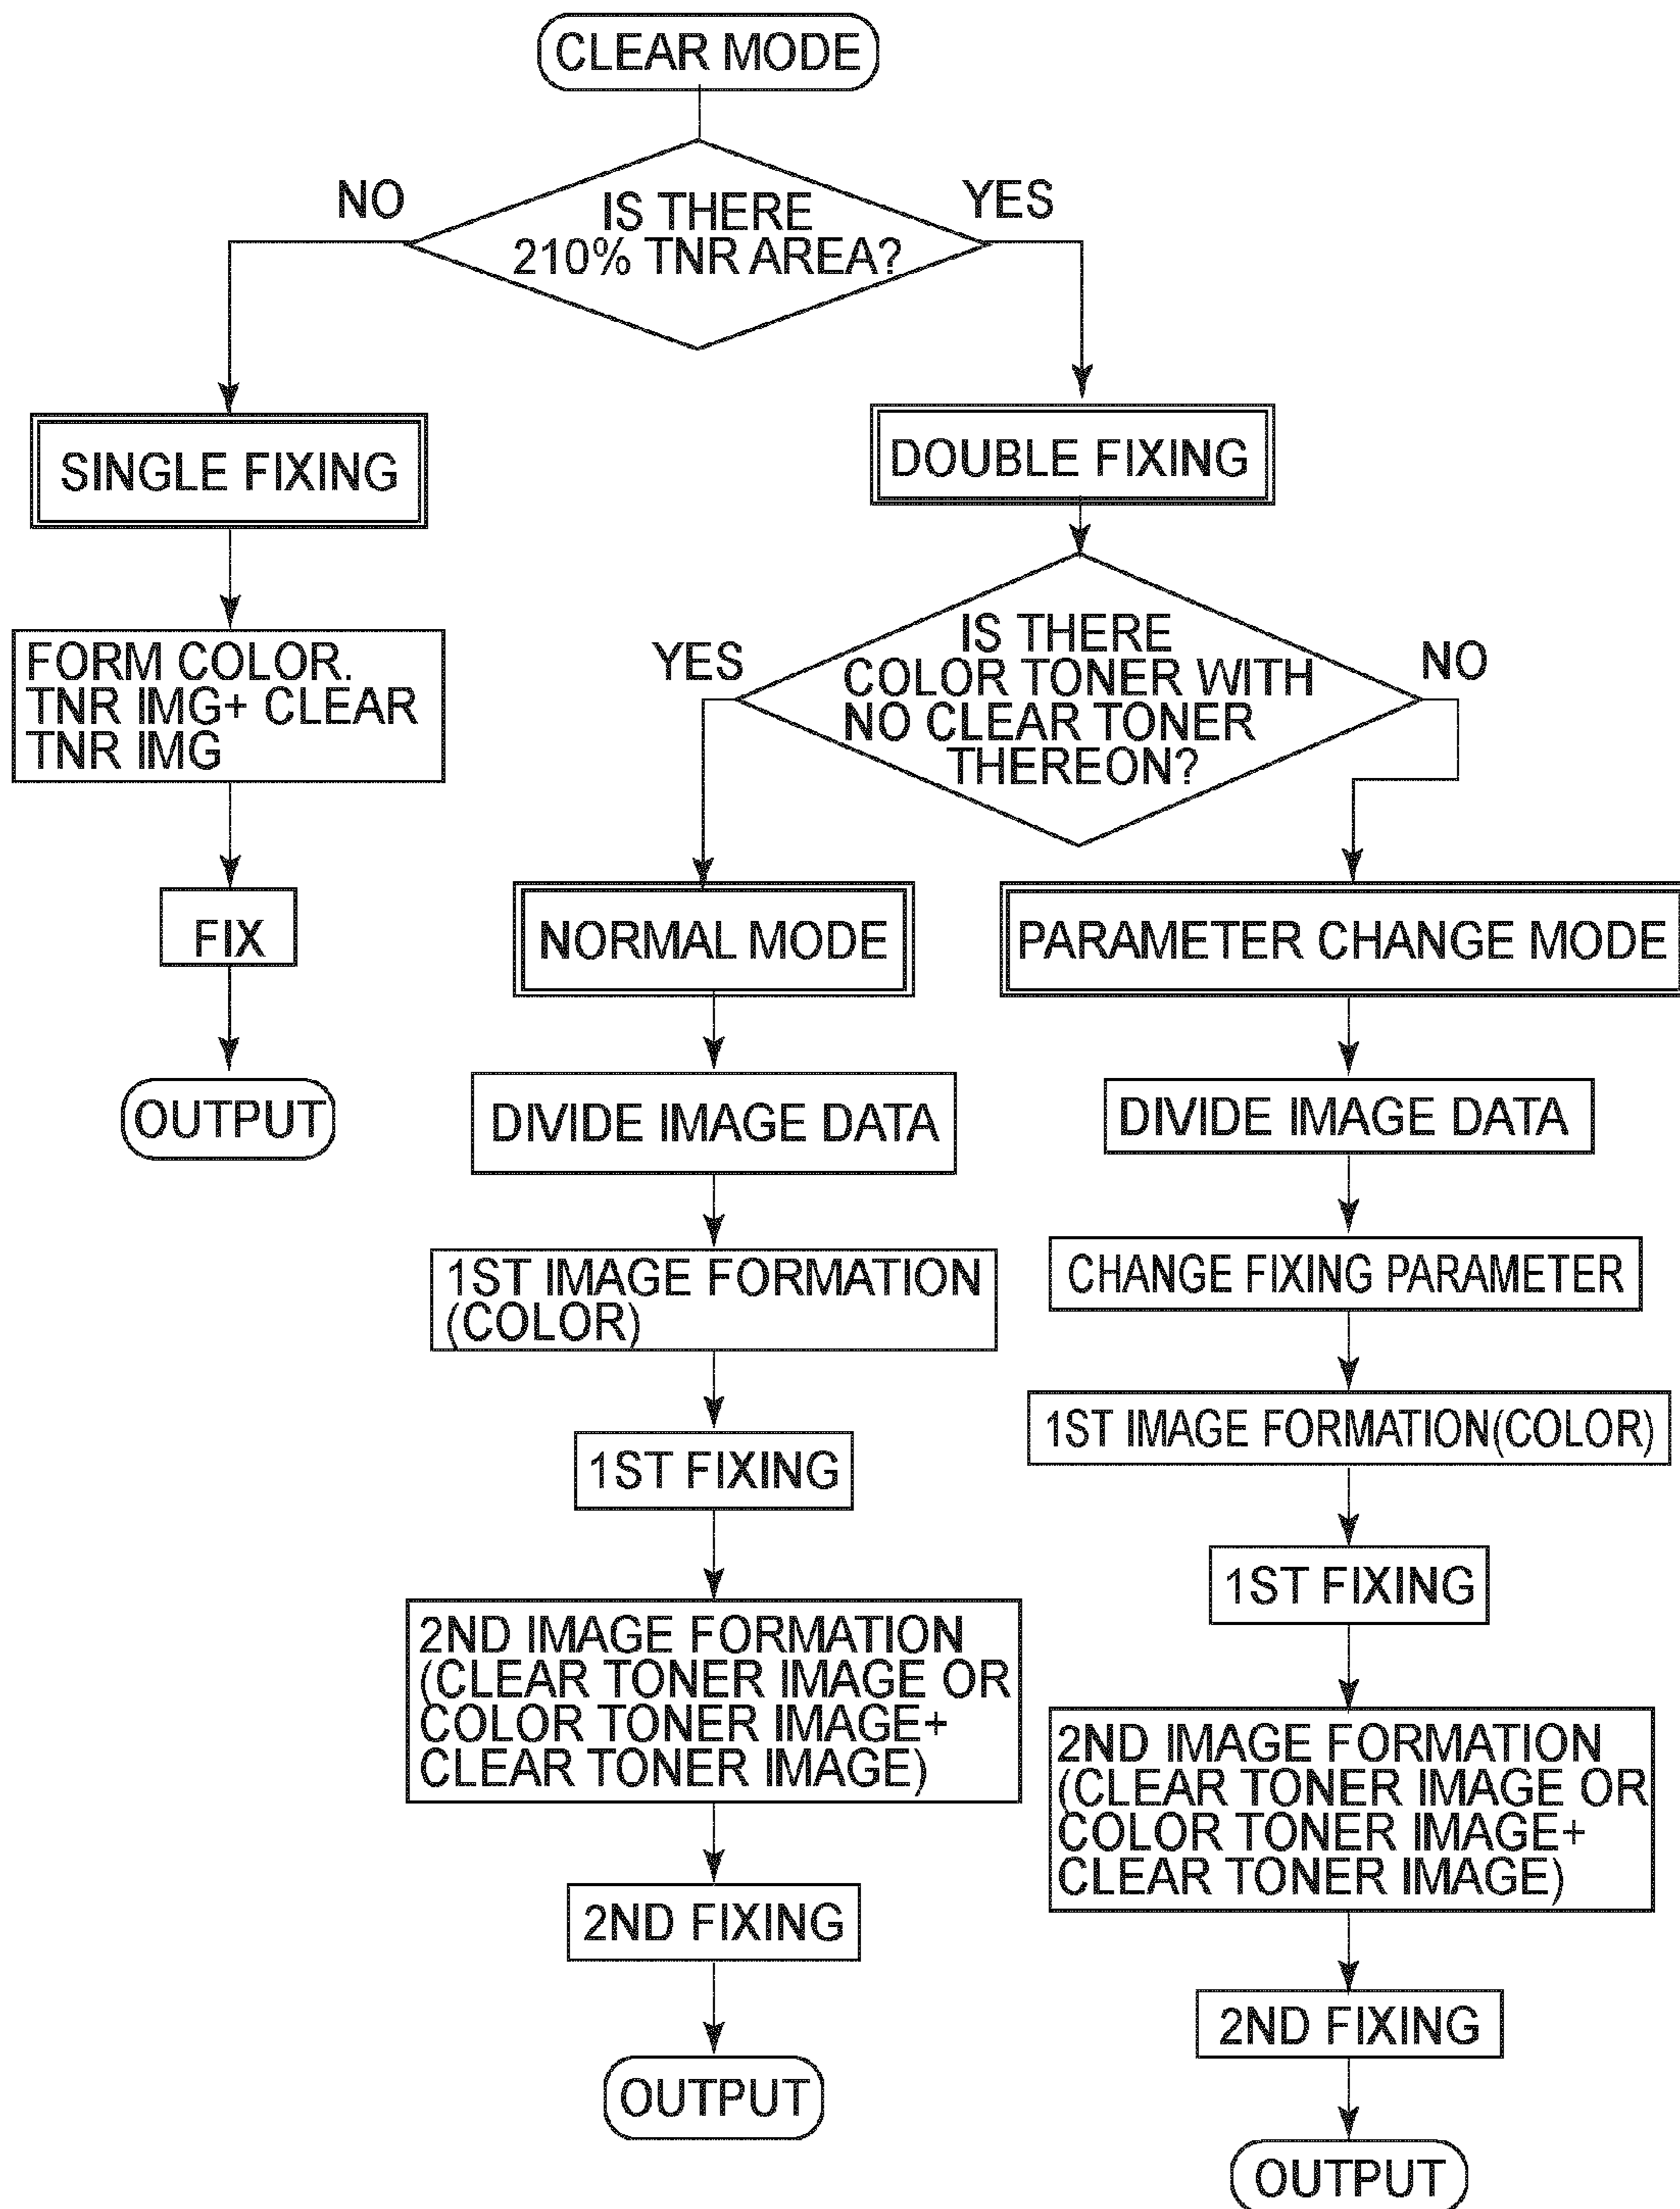 CLEAR MODE
NO
YES
IS THERE
210% TNR AREA?
SINGLE FIXING
FORM COLOR.
TNR IMG+ CLEAR
TNR IMG
FIX
OUTPUT
DOUBLE FIXING
YES
NO
IS THERE
COLOR TONER WITH
NO CLEAR TONER
THEREON?
NORMAL MODE
DIVIDE IMAGE DATA
1ST IMAGE FORMATION
(COLOR)
1ST FIXING
2ND IMAGE FORMATION
(CLEAR TONER IMAGE OR
COLOR TONER IMAGE+
CLEAR TONER IMAGE)
2ND FIXING
OUTPUT
PARAMETER CHANGE MODE
DIVIDE IMAGE DATA
CHANGE FIXING PARAMETER
1ST IMAGE FORMATION(COLOR)
1ST FIXING
2ND IMAGE FORMATION
(CLEAR TONER IMAGE OR
COLOR TONER IMAGE+
CLEAR TONER IMAGE)
2ND FIXING
OUTPUT